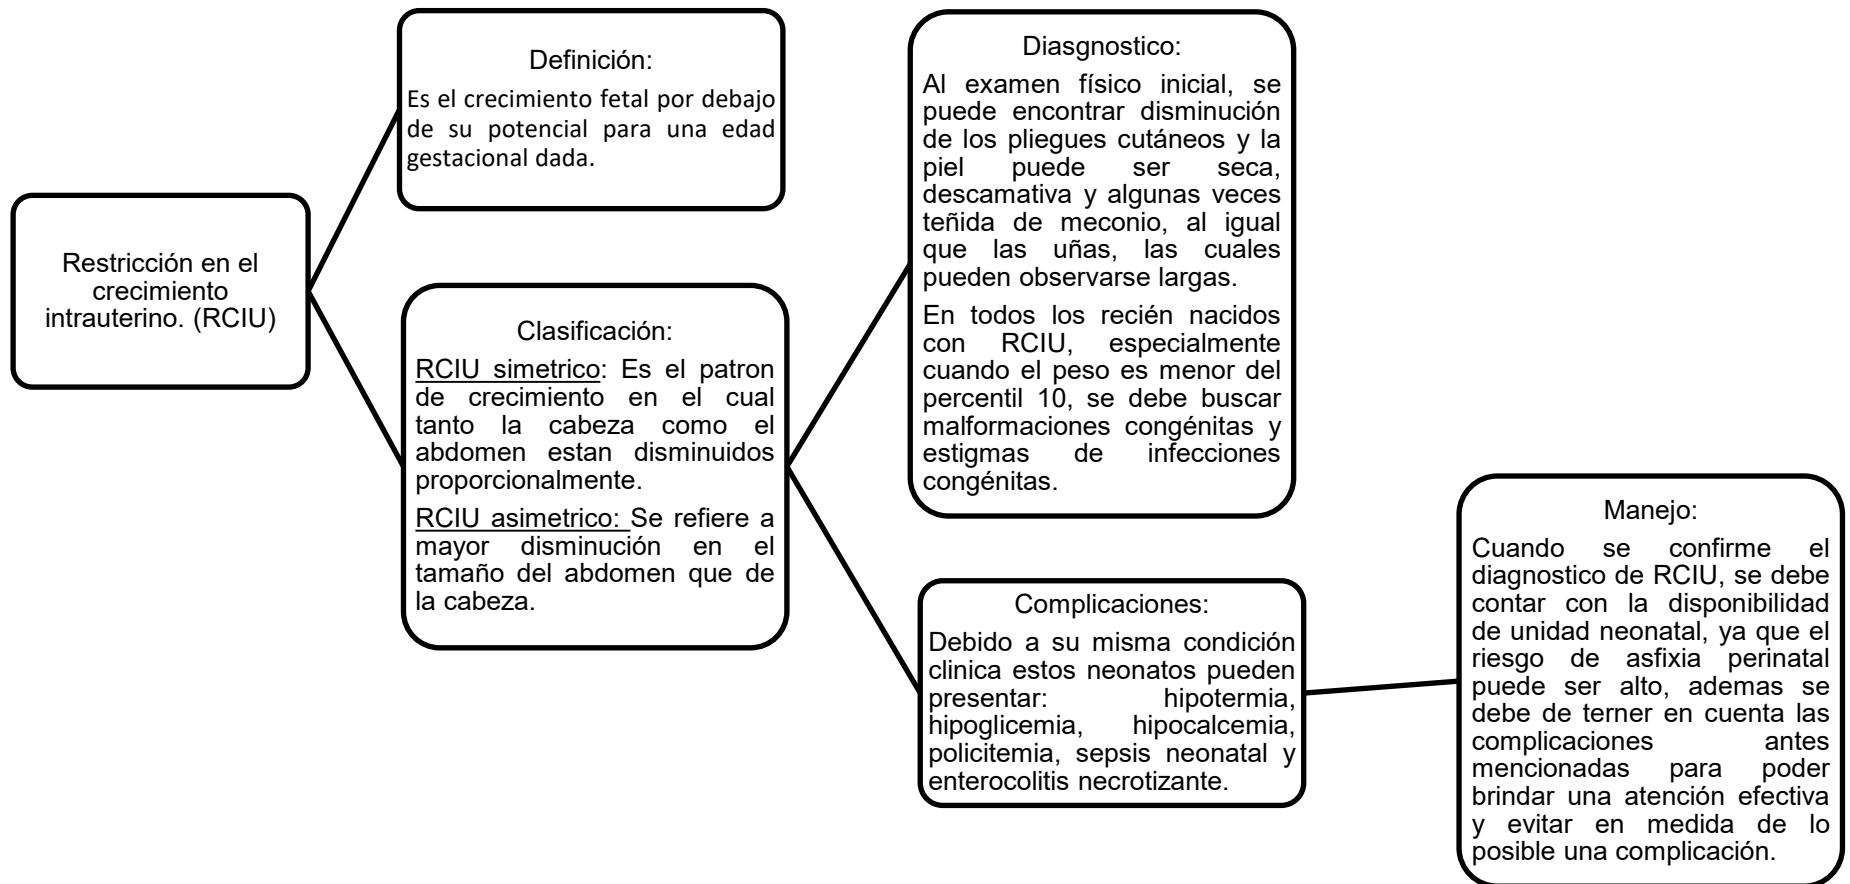 Restricción en el
crecimiento
intrauterino. (RCIU)
Definición:
Es el crecimiento fetal por debajo
de su potencial para una edad
gestacional dada.
Clasificación:
RCIU simetrico: Es el patron
de crecimiento en el cual
tanto la cabeza como el
abdomen estan disminuidos
proporcionalmente.
RCIU asimetrico: Se refiere a
mayor disminución en el
tamaño del abdomen que de
la cabeza.
Diasgnostico:
Al examen físico inicial, se
puede encontrar disminución
de los pliegues cutáneos y la
piel puede ser seca,
descamativa y algunas veces
teñida de meconio, al igual
que las uñas, las cuales
pueden observarse largas.
En todos los recién nacidos
con RCIU, especialmente
cuando el peso es menor del
percentil 10, se debe buscar
malformaciones congénitas y
estigmas de infecciones
congénitas.
Complicaciones:
Debido a su misma condición
clinica estos neonatos pueden
presentar: hipotermia,
hipoglicemia, hipocalcemia,
policitemia, sepsis neonatal y
enterocolitis necrotizante.
Manejo:
Cuando se confirme el
diagnostico de RCIU, se debe
contar con la disponibilidad
de unidad neonatal, ya que el
riesgo de asfixia perinatal
puede ser alto, ademas se
debe de terner en cuenta las
complicaciones antes
mencionadas para poder
brindar una atención efectiva
y evitar en medida de lo
posible una complicación.